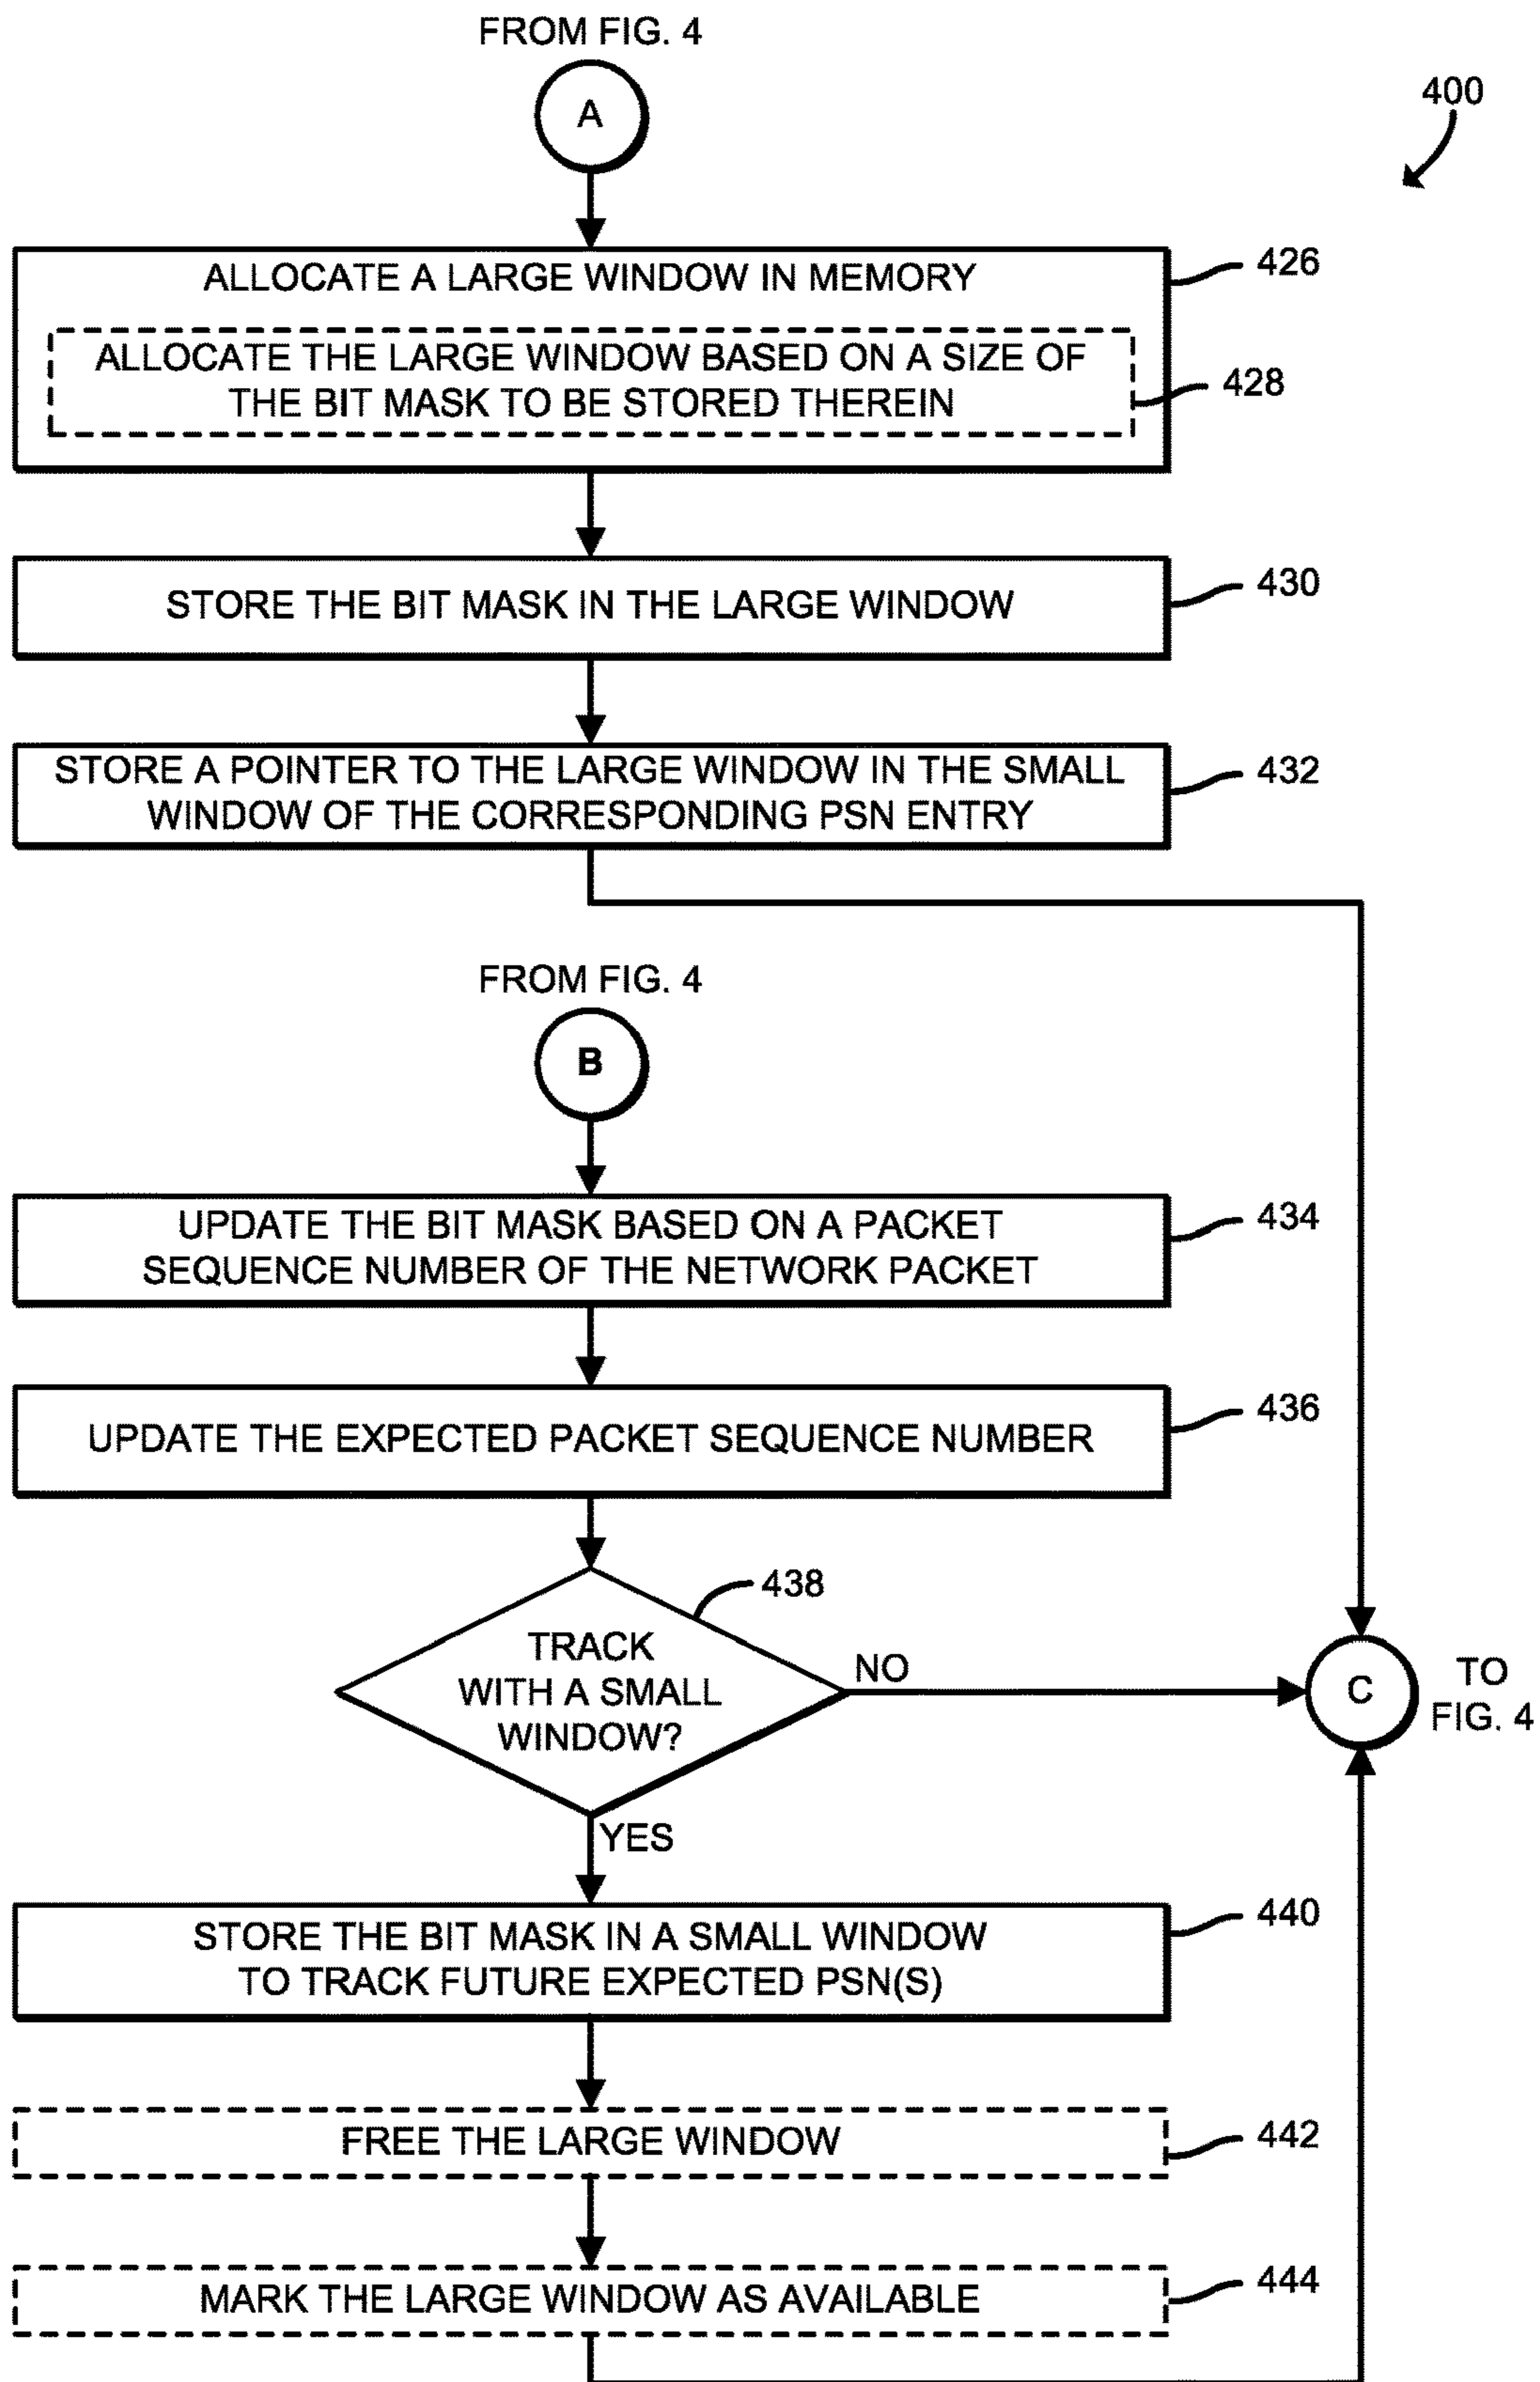 FROM FIG. 4
A
400
ALLOCATE A LARGE WINDOW IN MEMORY
426
ALLOCATE THE LARGE WINDOW BASED ON A SIZE OF
THE BIT MASK TO BE STORED THEREIN
428
STORE THE BIT MASK IN THE LARGE WINDOW
430
STORE A POINTER TO THE LARGE WINDOW IN THE SMALL
WINDOW OF THE CORRESPONDING PSN ENTRY
432
FROM FIG. 4
B
UPDATE THE BIT MASK BASED ON A PACKET
SEQUENCE NUMBER OF THE NETWORK PACKET
434
UPDATE THE EXPECTED PACKET SEQUENCE NUMBER
436
438
TRACK
WITH A SMALL
WINDOW?
NO
C
TO
FIG. 4
YES
STORE THE BIT MASK IN A SMALL WINDOW
TO TRACK FUTURE EXPECTED PSN(S)
440
FREE THE LARGE WINDOW
442
MARK THE LARGE WINDOW AS AVAILABLE
444